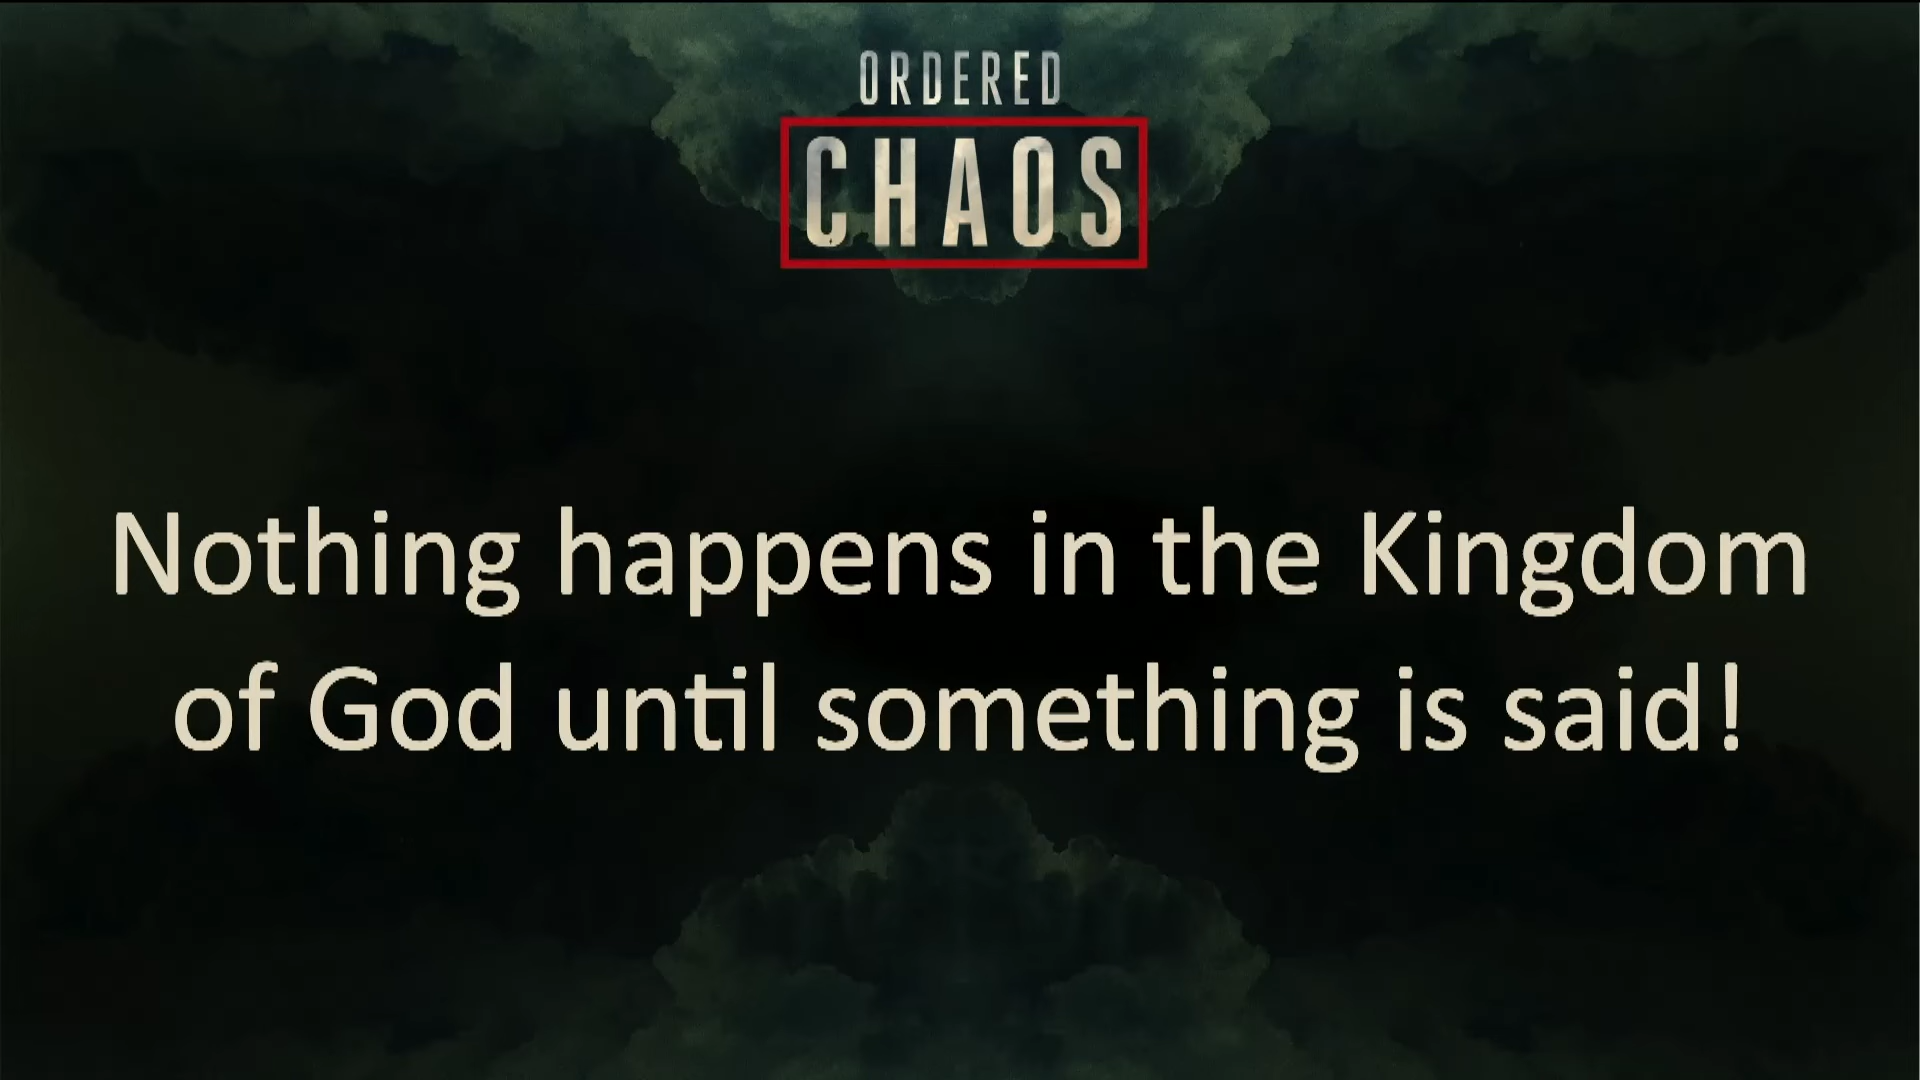 ORDERED
CHAOS
Nothing happens in the Kingdom
of God until something is said!